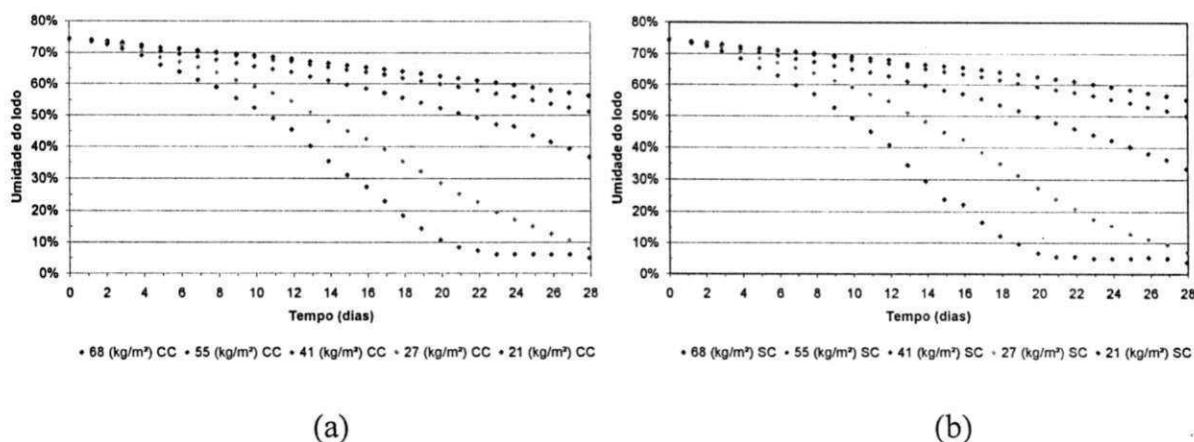 80%
70%
60%
50%
40%
30%
20%
10%
0%
Umidade do lodo
0 2 4 6 8 10 12 14 16 18 20 22 24 26 28
Tempo (dias)
68 (kg/m²) CC 55 (kg/m²) CC 41 (kg/m²) CC 27 (kg/m²) CC 21 (kg/m²) CC
(a)
80%
70%
60%
50%
40%
30%
20%
10%
0%
Umidade do lodo
0 2 4 6 8 10 12 14 16 18 20 22 24 26 28
Tempo (dias)
68 (kg/m²) SC 55 (kg/m²) SC 41 (kg/m²) SC 27 (kg/m²) SC 21 (kg/m²) SC
(b)